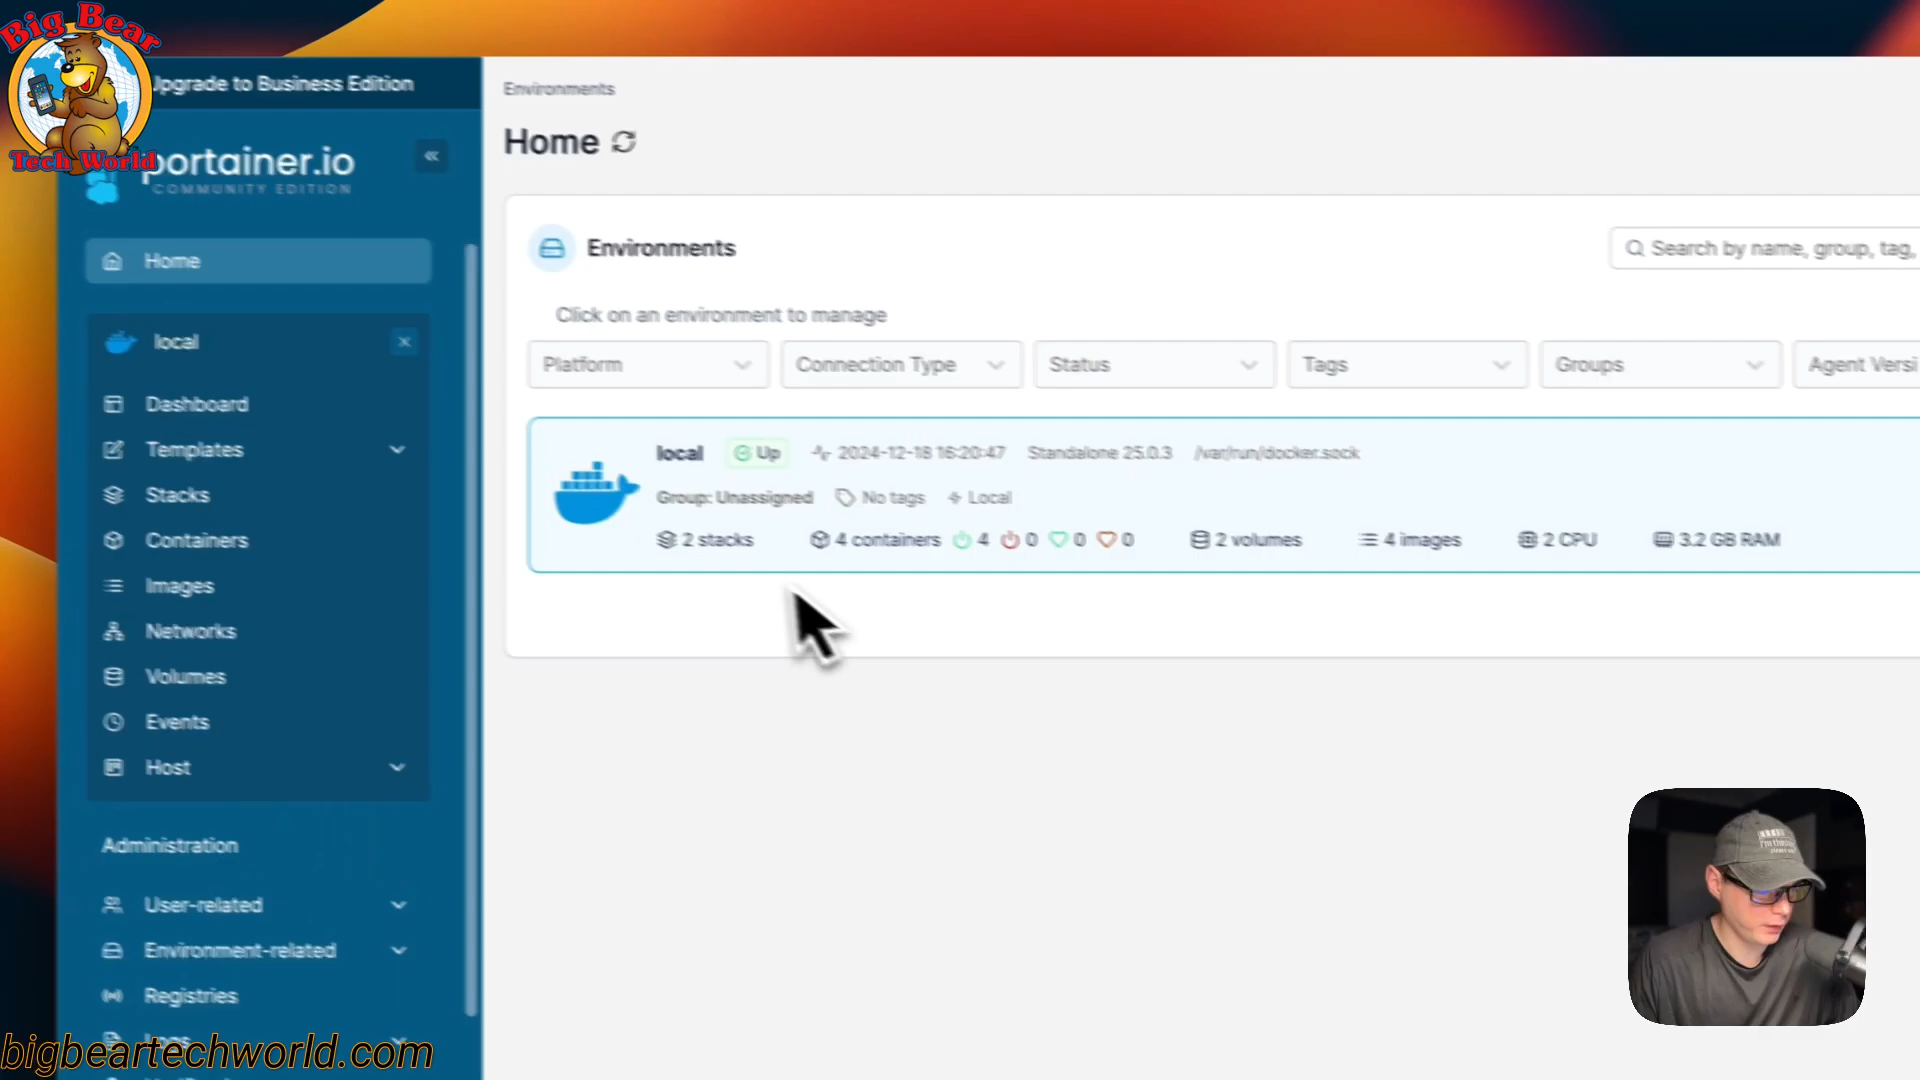 Big Bear
Tech World
Upgrade to Business Edition
portainer.io
COMMUNITY EDITION
Home
local
Dashboard
Templates
Stacks
Containers
Images
Networks
Volumes
Events
Host
Administration
User-related
Environment-related
Registries
Logs
bigbeartechworld.com
Environments
Home
Environments
Search by name, group, tag,
Click on an environment to manage
Platform
Connection Type
Status
Tags
Groups
Agent Versi
local
Up
2024-12-18 16:20:47
Standalone 25.0.3
/var/run/docker.sock
Group: Unassigned
No tags
Local
2 stacks
4 containers
4
0
0
0
2 volumes
4 images
2 CPU
3.2 GB RAM